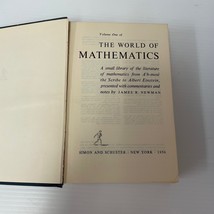 Volume One of
THE WORLD OF
MATHEMATICS
A small library of the literature
of mathematics from A'h-mosé
the Scribe to Albert Einstein,
presented with commentaries and
notes by JAMES R. NEWMAN
SIMON AND SCHUSTER / NEW YORK / 1956